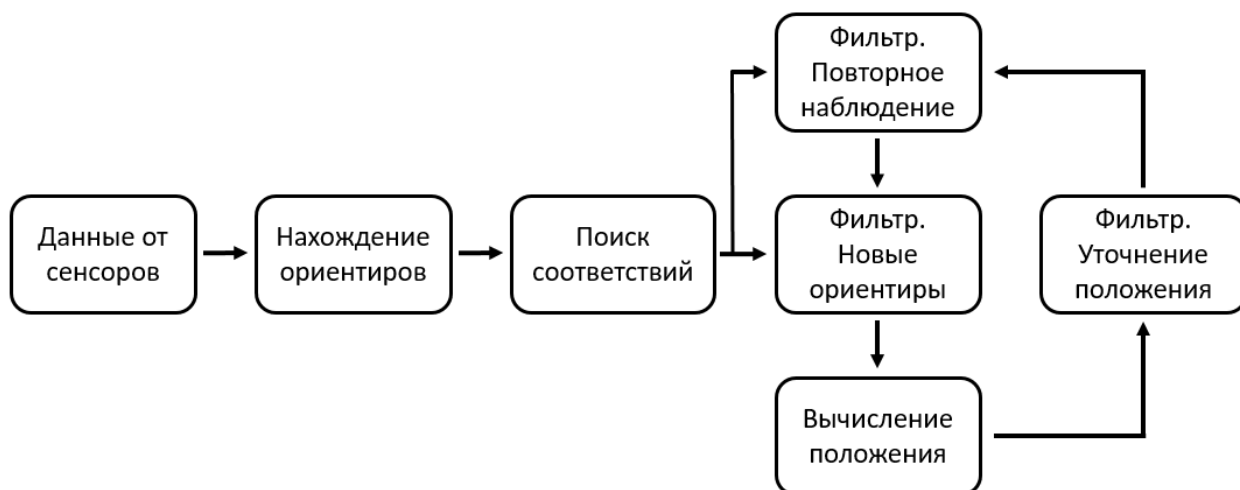 Фильтр.
Повторное
наблюдение
Данные от
сенсоров
Нахождение
ориентиров
Поиск
соответствий
Фильтр.
Новые
ориентиры
Фильтр.
Уточнение
положения
Вычисление
положения